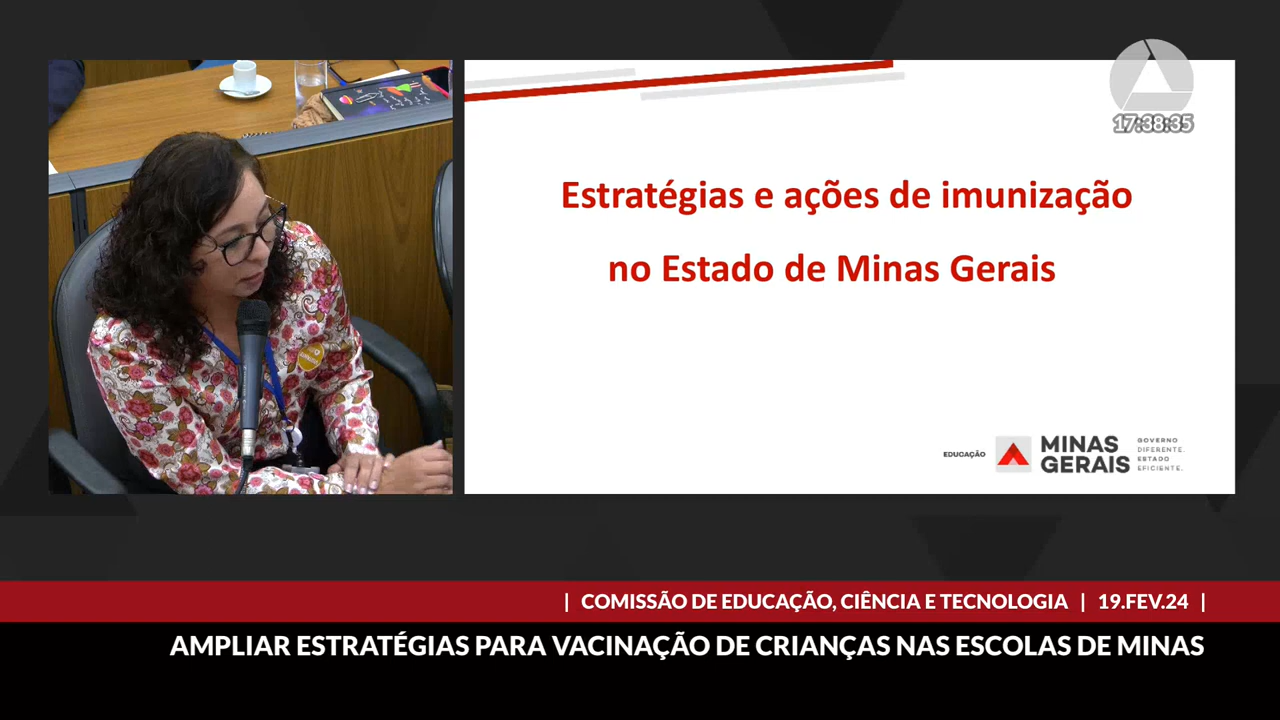 17:38:35
Estratégias e ações de imunização
no Estado de Minas Gerais
EDUCAÇÃO
MINAS
GERAIS
GOVERNO
DIFERENTE.
ESTADO
EFICIENTE.
| COMISSÃO DE EDUCAÇÃO, CIÊNCIA E TECNOLOGIA | 19.FEV.24 |
AMPLIAR ESTRATÉGIAS PARA VACINAÇÃO DE CRIANÇAS NAS ESCOLAS DE MINAS